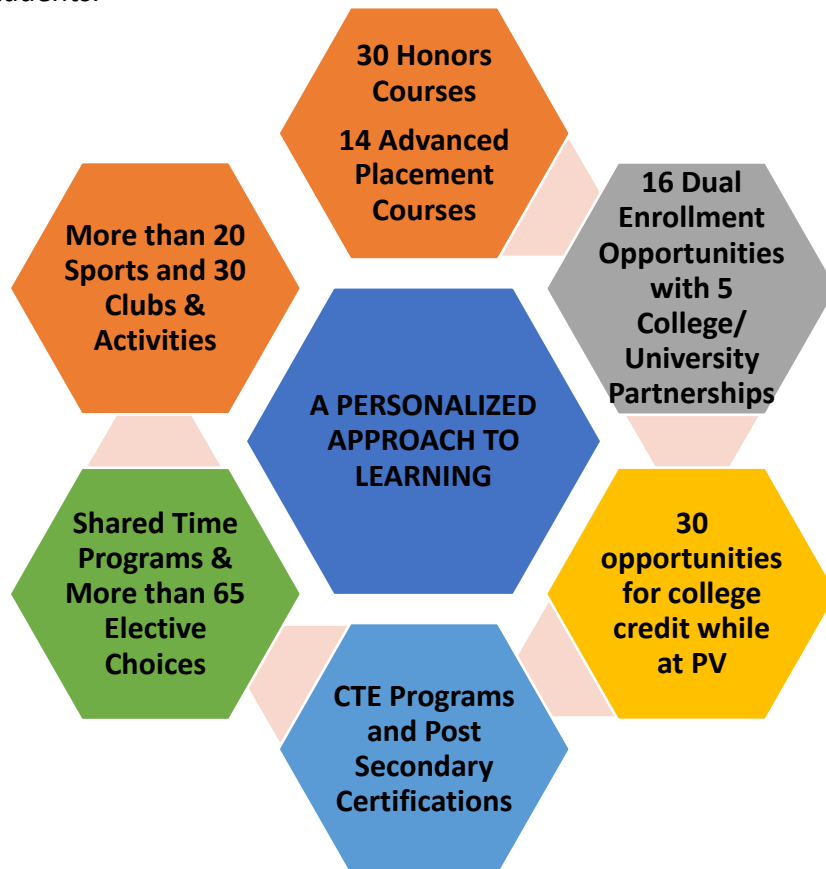 30 Honors
Courses
14 Advanced
Placement
Courses
16 Dual
Enrollment
Opportunities
with 5
College/
University
Partnerships
30
opportunities
for college
credit while
at PV
CTE Programs
and Post
Secondary
Certifications
Shared Time
Programs &
More than 65
Elective
Choices
More than 20
Sports and 30
Clubs &
Activities
A PERSONALIZED
APPROACH TO
LEARNING